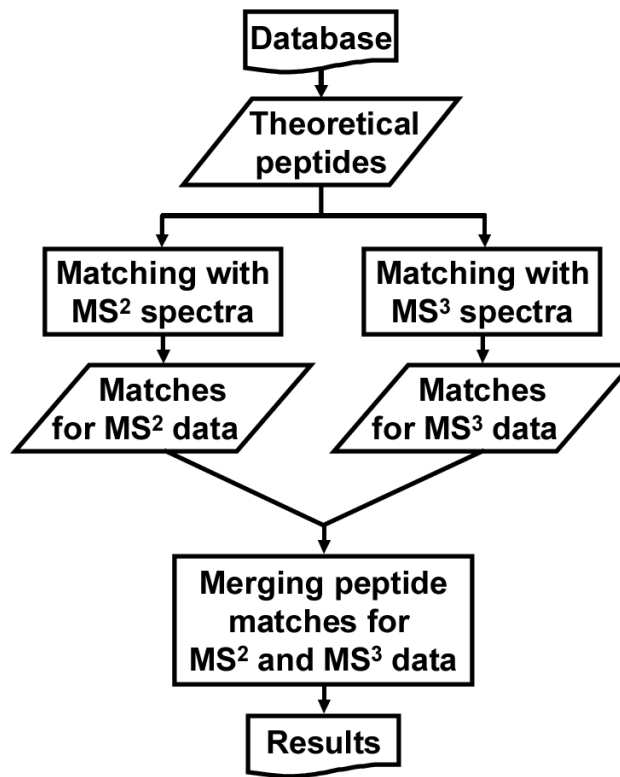 Database
Theoretical
peptides
Matching with
MS² spectra
Matching with
MS³ spectra
Matches
for MS² data
Matches
for MS³ data
Merging peptide
matches for
MS² and MS³ data
Results